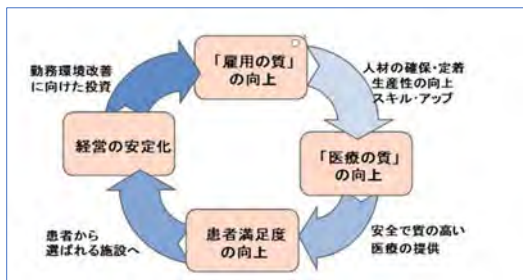 「雇用の質」
の向上
人材の確保・定着
生産性の向上
スキル・アップ
「医療の質」
の向上
安全で質の高い
医療の提供
患者満足度
の向上
患者から
選ばれる施設へ
経営の安定化
勤務環境改善
に向けた投資